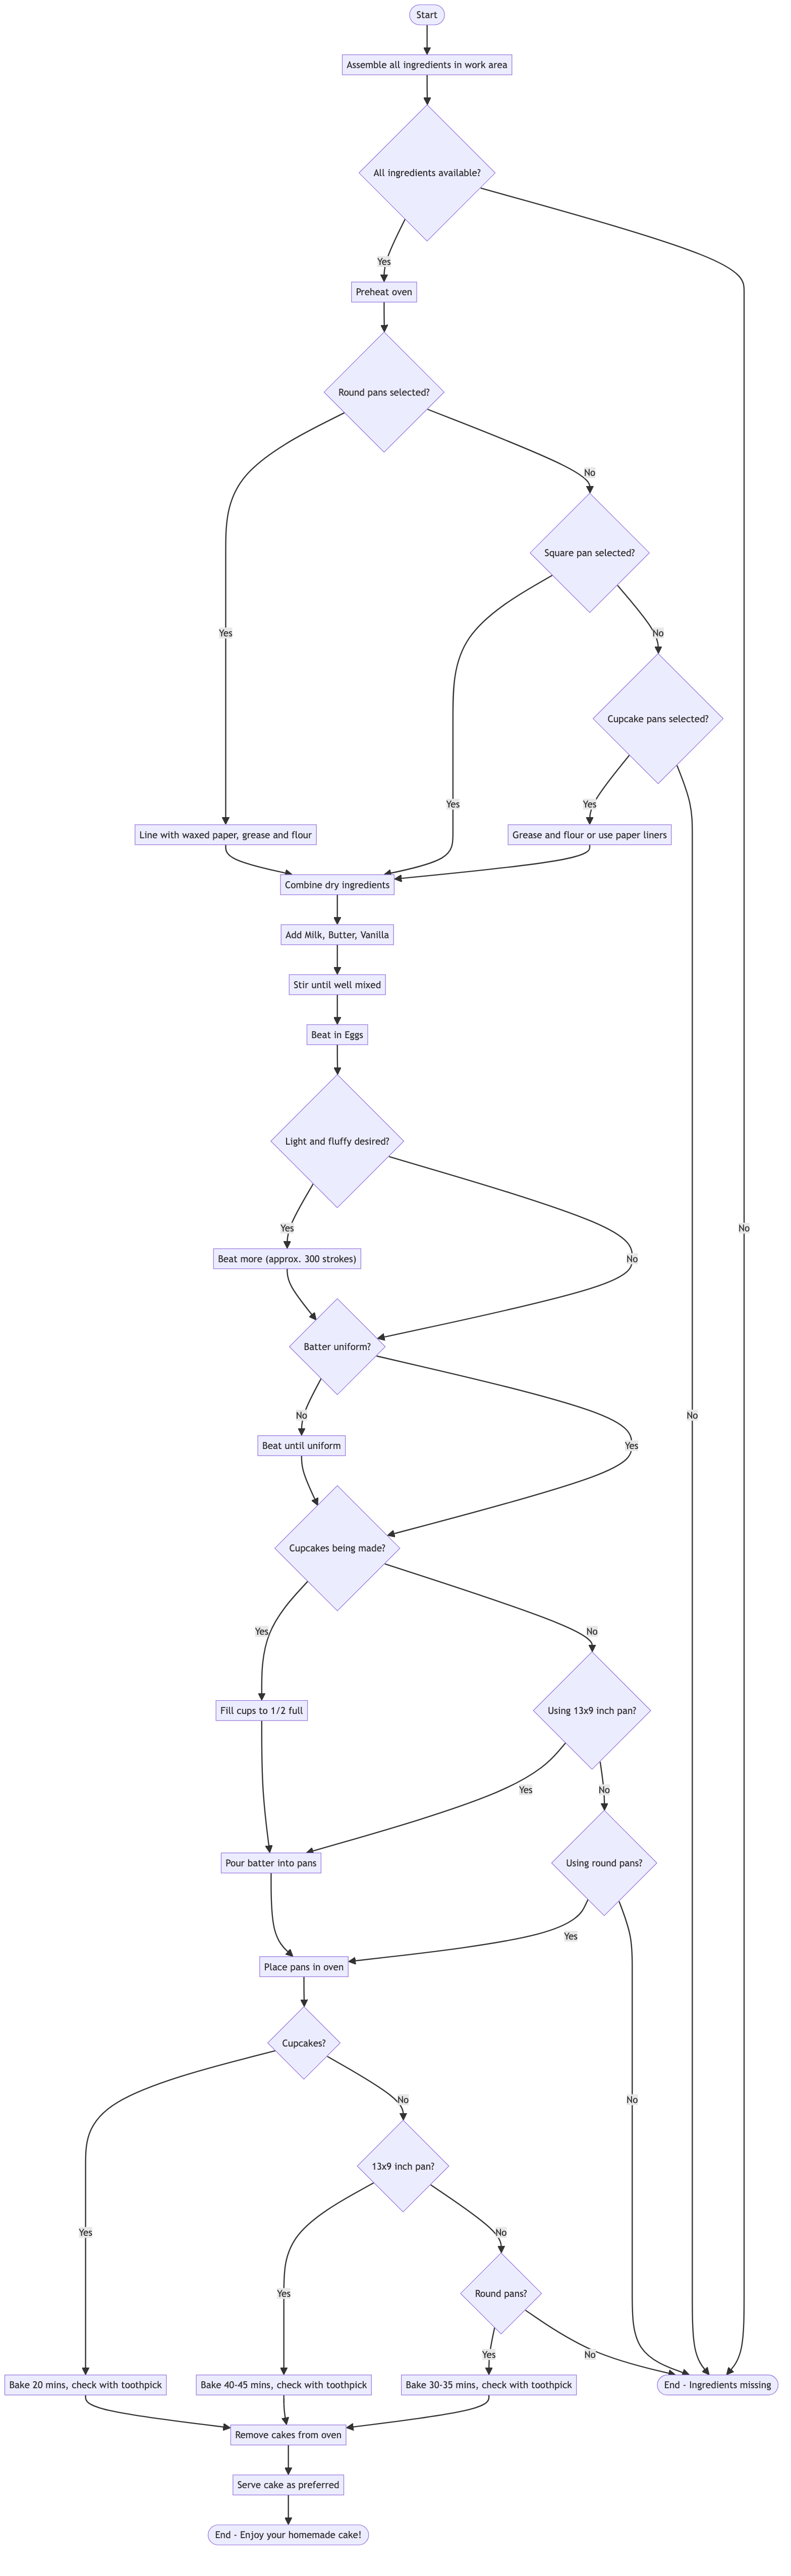 Start
Assemble all ingredients in work area
All ingredients available?
Yes
Preheat oven
Round pans selected?
No
Square pan selected?
Yes
No
Cupcake pans selected?
Yes
Yes
Line with waxed paper, grease and flour
Grease and flour or use paper liners
Combine dry ingredients
Add Milk, Butter, Vanilla
Stir until well mixed
Beat in Eggs
Light and fluffy desired?
Yes
No
Beat more (approx. 300 strokes)
No
Batter uniform?
No
No
Beat until uniform
Yes
Cupcakes being made?
Yes
No
Fill cups to 1/2 full
Using 13x9 inch pan?
Yes
No
Pour batter into pans
Using round pans?
Yes
Place pans in oven
Cupcakes?
No
No
13x9 inch pan?
Yes
No
Yes
Round pans?
Yes
No
Bake 20 mins, check with toothpick
Bake 40-45 mins, check with toothpick
Bake 30-35 mins, check with toothpick
End - Ingredients missing
Remove cakes from oven
Serve cake as preferred
End - Enjoy your homemade cake!